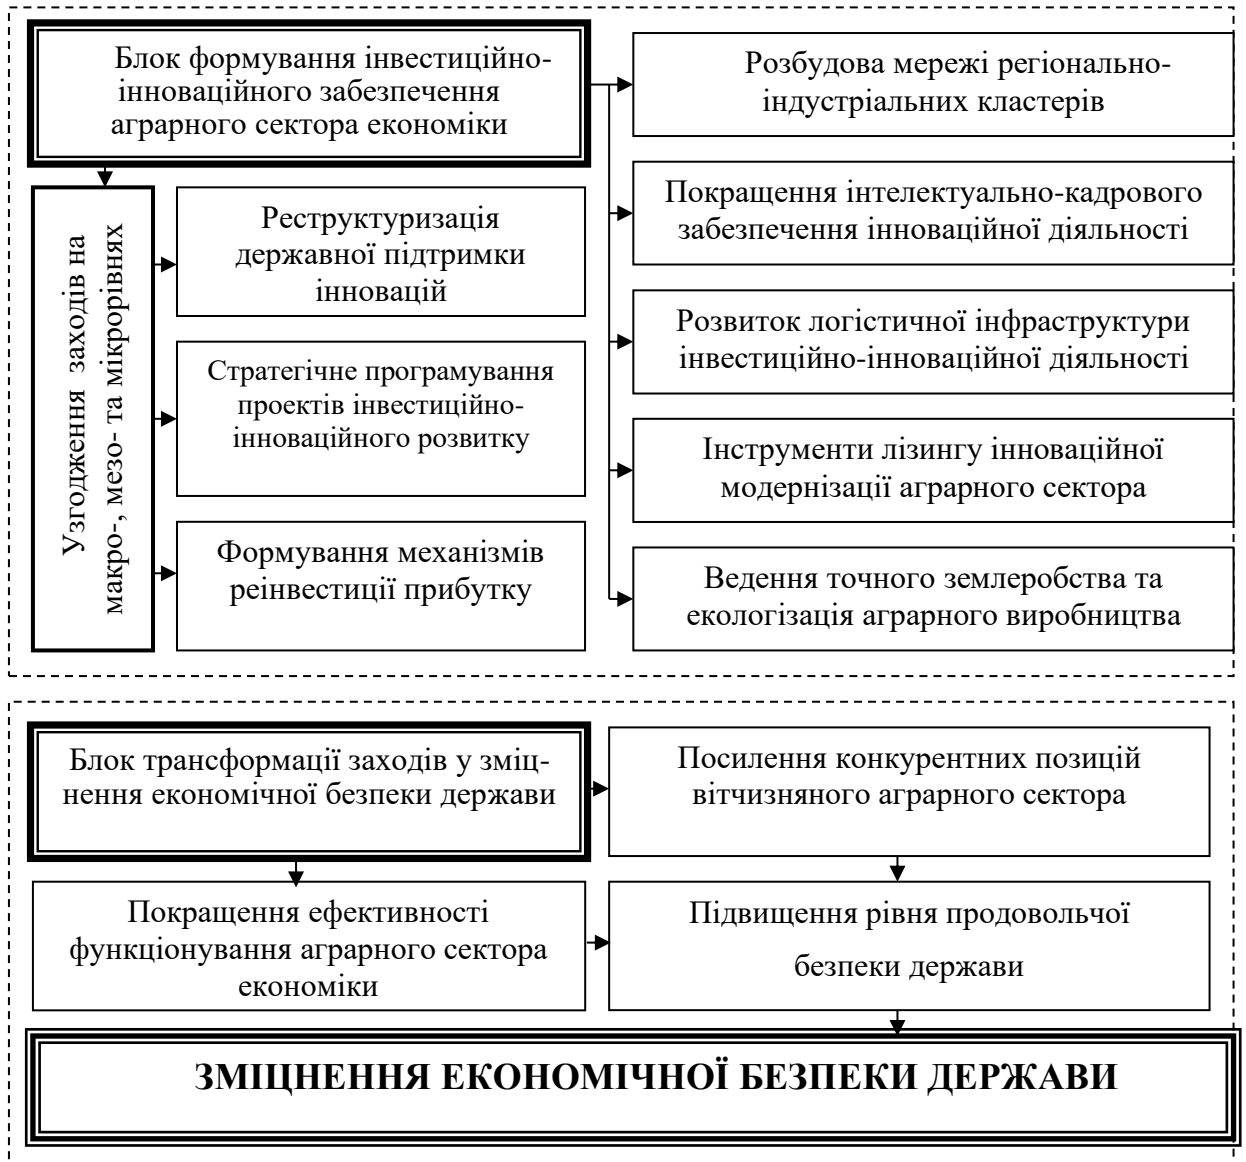 Блок формування інвестиційно-
інноваційного забезпечення
аграрного сектора економіки
Розбудова мережі регіонально-
індустріальних кластерів
Узгодження заходів на
макро-, мезо- та мікрорівнях
Реструктуризація
державної підтримки
інновацій
Покращення інтелектуально-кадрового
забезпечення інноваційної діяльності
Стратегічне програмування
проектів інвестиційно-
інноваційного розвитку
Розвиток логістичної інфраструктури
інвестиційно-інноваційної діяльності
Інструменти лізингу інноваційної
модернізації аграрного сектора
Формування механізмів
реінвестиції прибутку
Ведення точного землеробства та
екологізація аграрного виробництва
Блок трансформації заходів у зміц-
нення економічної безпеки держави
Посилення конкурентних позицій
вітчизняного аграрного сектора
Покращення ефективності
функціонування аграрного сектора
економіки
Підвищення рівня продовольчої
безпеки держави
ЗМІЦНЕННЯ ЕКОНОМІЧНОЇ БЕЗПЕКИ ДЕРЖАВИ